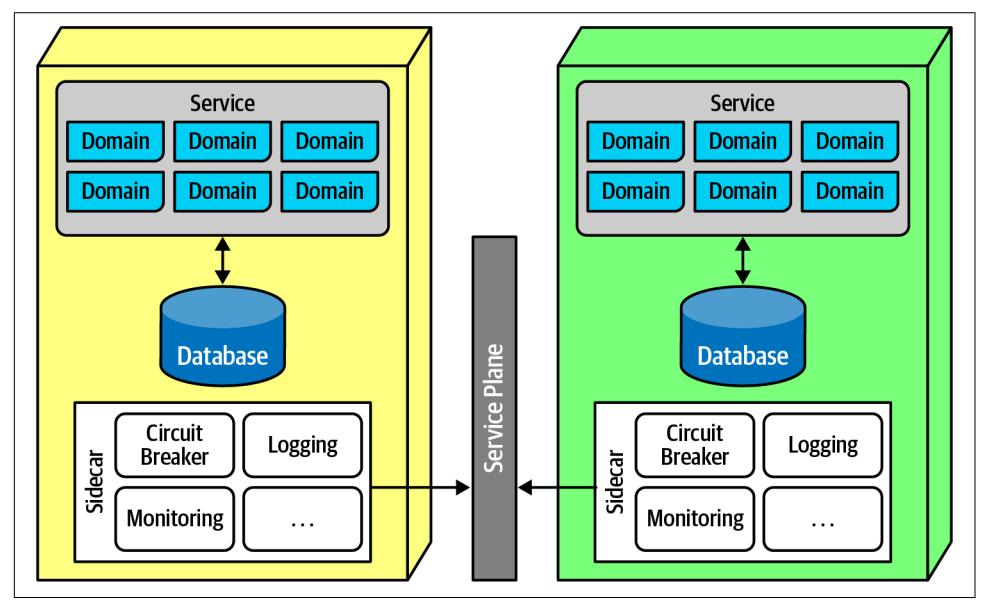 Service
Domain Domain Domain
Domain Domain Domain
Database
Sidecar
Circuit
Breaker
Logging
Monitoring
...
Service Plane
Service
Domain Domain Domain
Domain Domain Domain
Database
Sidecar
Circuit
Breaker
Logging
Monitoring
...